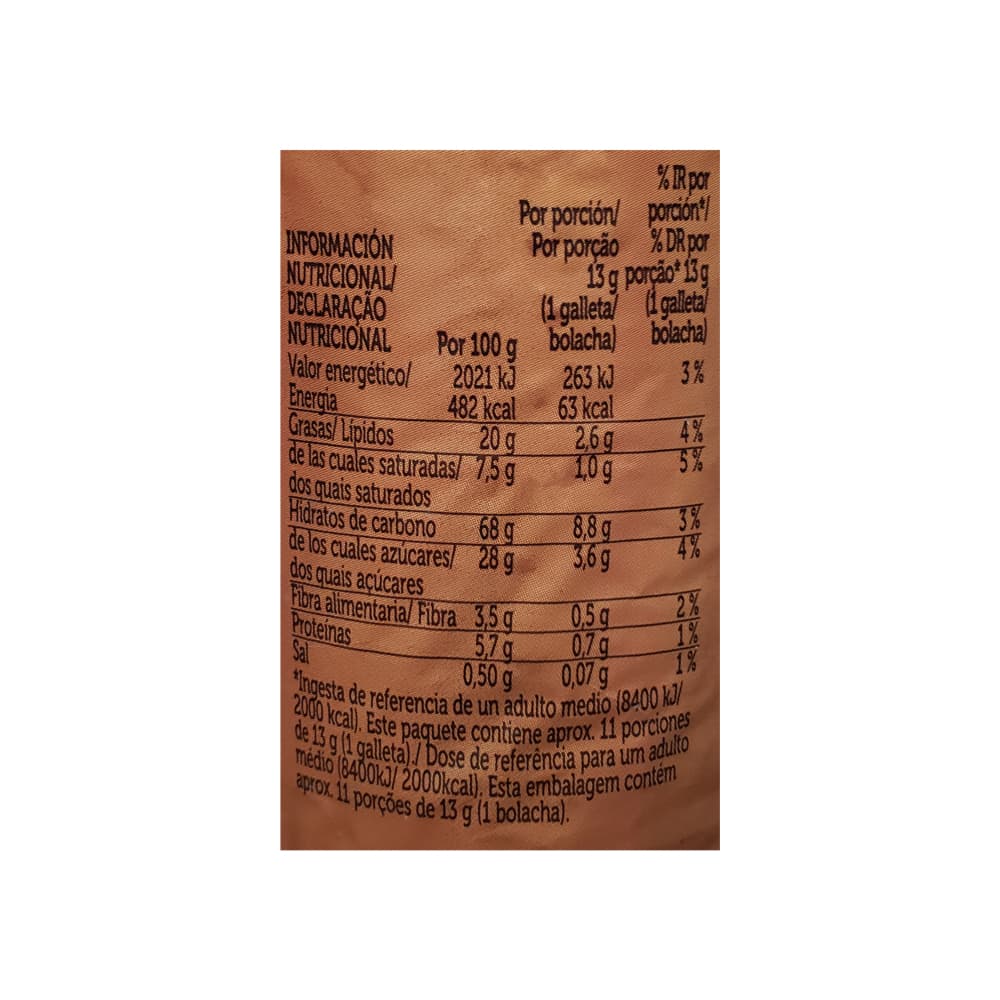 % IR por
Por porción/ porción*/
INFORMACIÓN Por porção % DR por
NUTRICIONAL/ 13 g porção* 13 g
DECLARAÇÃO (1 galleta/ (1 galleta/
NUTRICIONAL Por 100 g bolacha) bolacha)
Valor energético/ 2021 kJ 263 kJ 3 %
Energia 482 kcal 63 kcal
Grasas/ Lípidos 20 g 2,6 g 4 %
de las cuales saturadas/ 7,5 g 1,0 g 5 %
dos quais saturados
Hidratos de carbono 68 g 8,8 g 3 %
de los cuales azúcares/ 28 g 3,6 g 4 %
dos quais açúcares
Fibra alimentaria/ Fibra 3,5 g 0,5 g 2 %
Proteínas 5,7 g 0,7 g 1 %
Sal 0,50 g 0,07 g 1 %
*Ingesta de referencia de un adulto medio (8400 kJ/
2000 kcal). Este paquete contiene aprox. 11 porciones
de 13 g (1 galleta)./ Dose de referência para um adulto
médio (8400kJ/ 2000kcal). Esta embalagem contém
aprox. 11 porções de 13 g (1 bolacha).